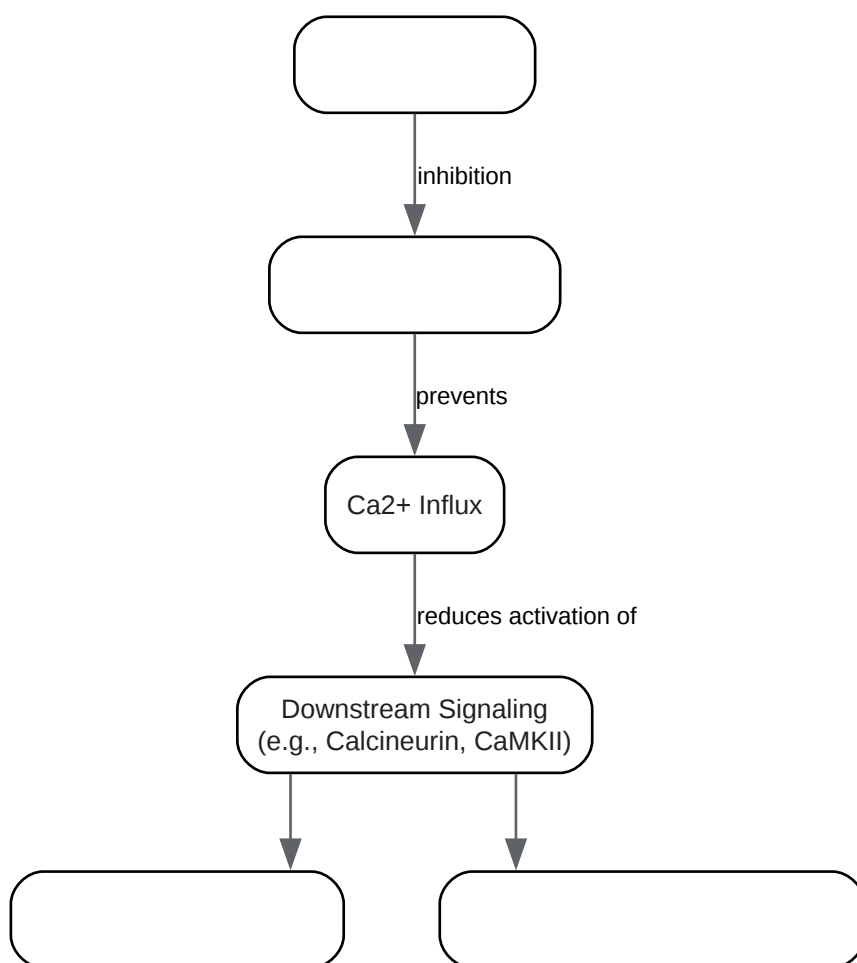 inhibition
prevents
Ca2+ Influx
reduces activation of
Downstream Signaling
(e.g., Calcineurin, CaMKII)